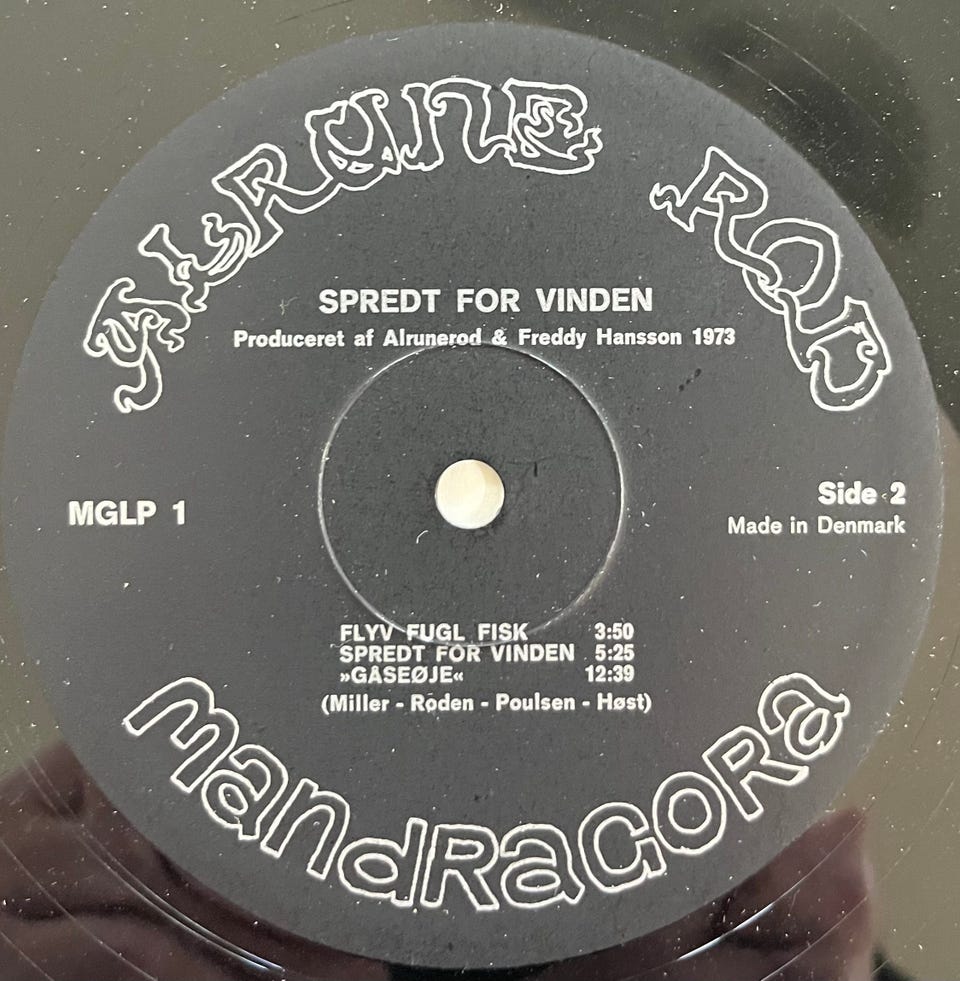 ALRUNE ROD
SPREDT FOR VINDEN
Produceret af Alrunerod & Freddy Hansson 1973
MGLP 1
Side 2
Made in Denmark
FLYV FUGL FISK 3:50
SPREDT FOR VINDEN 5:25
»GÅSEØJE« 12:39
(Miller - Röden - Poulsen - Høst)
mandRaGoRa